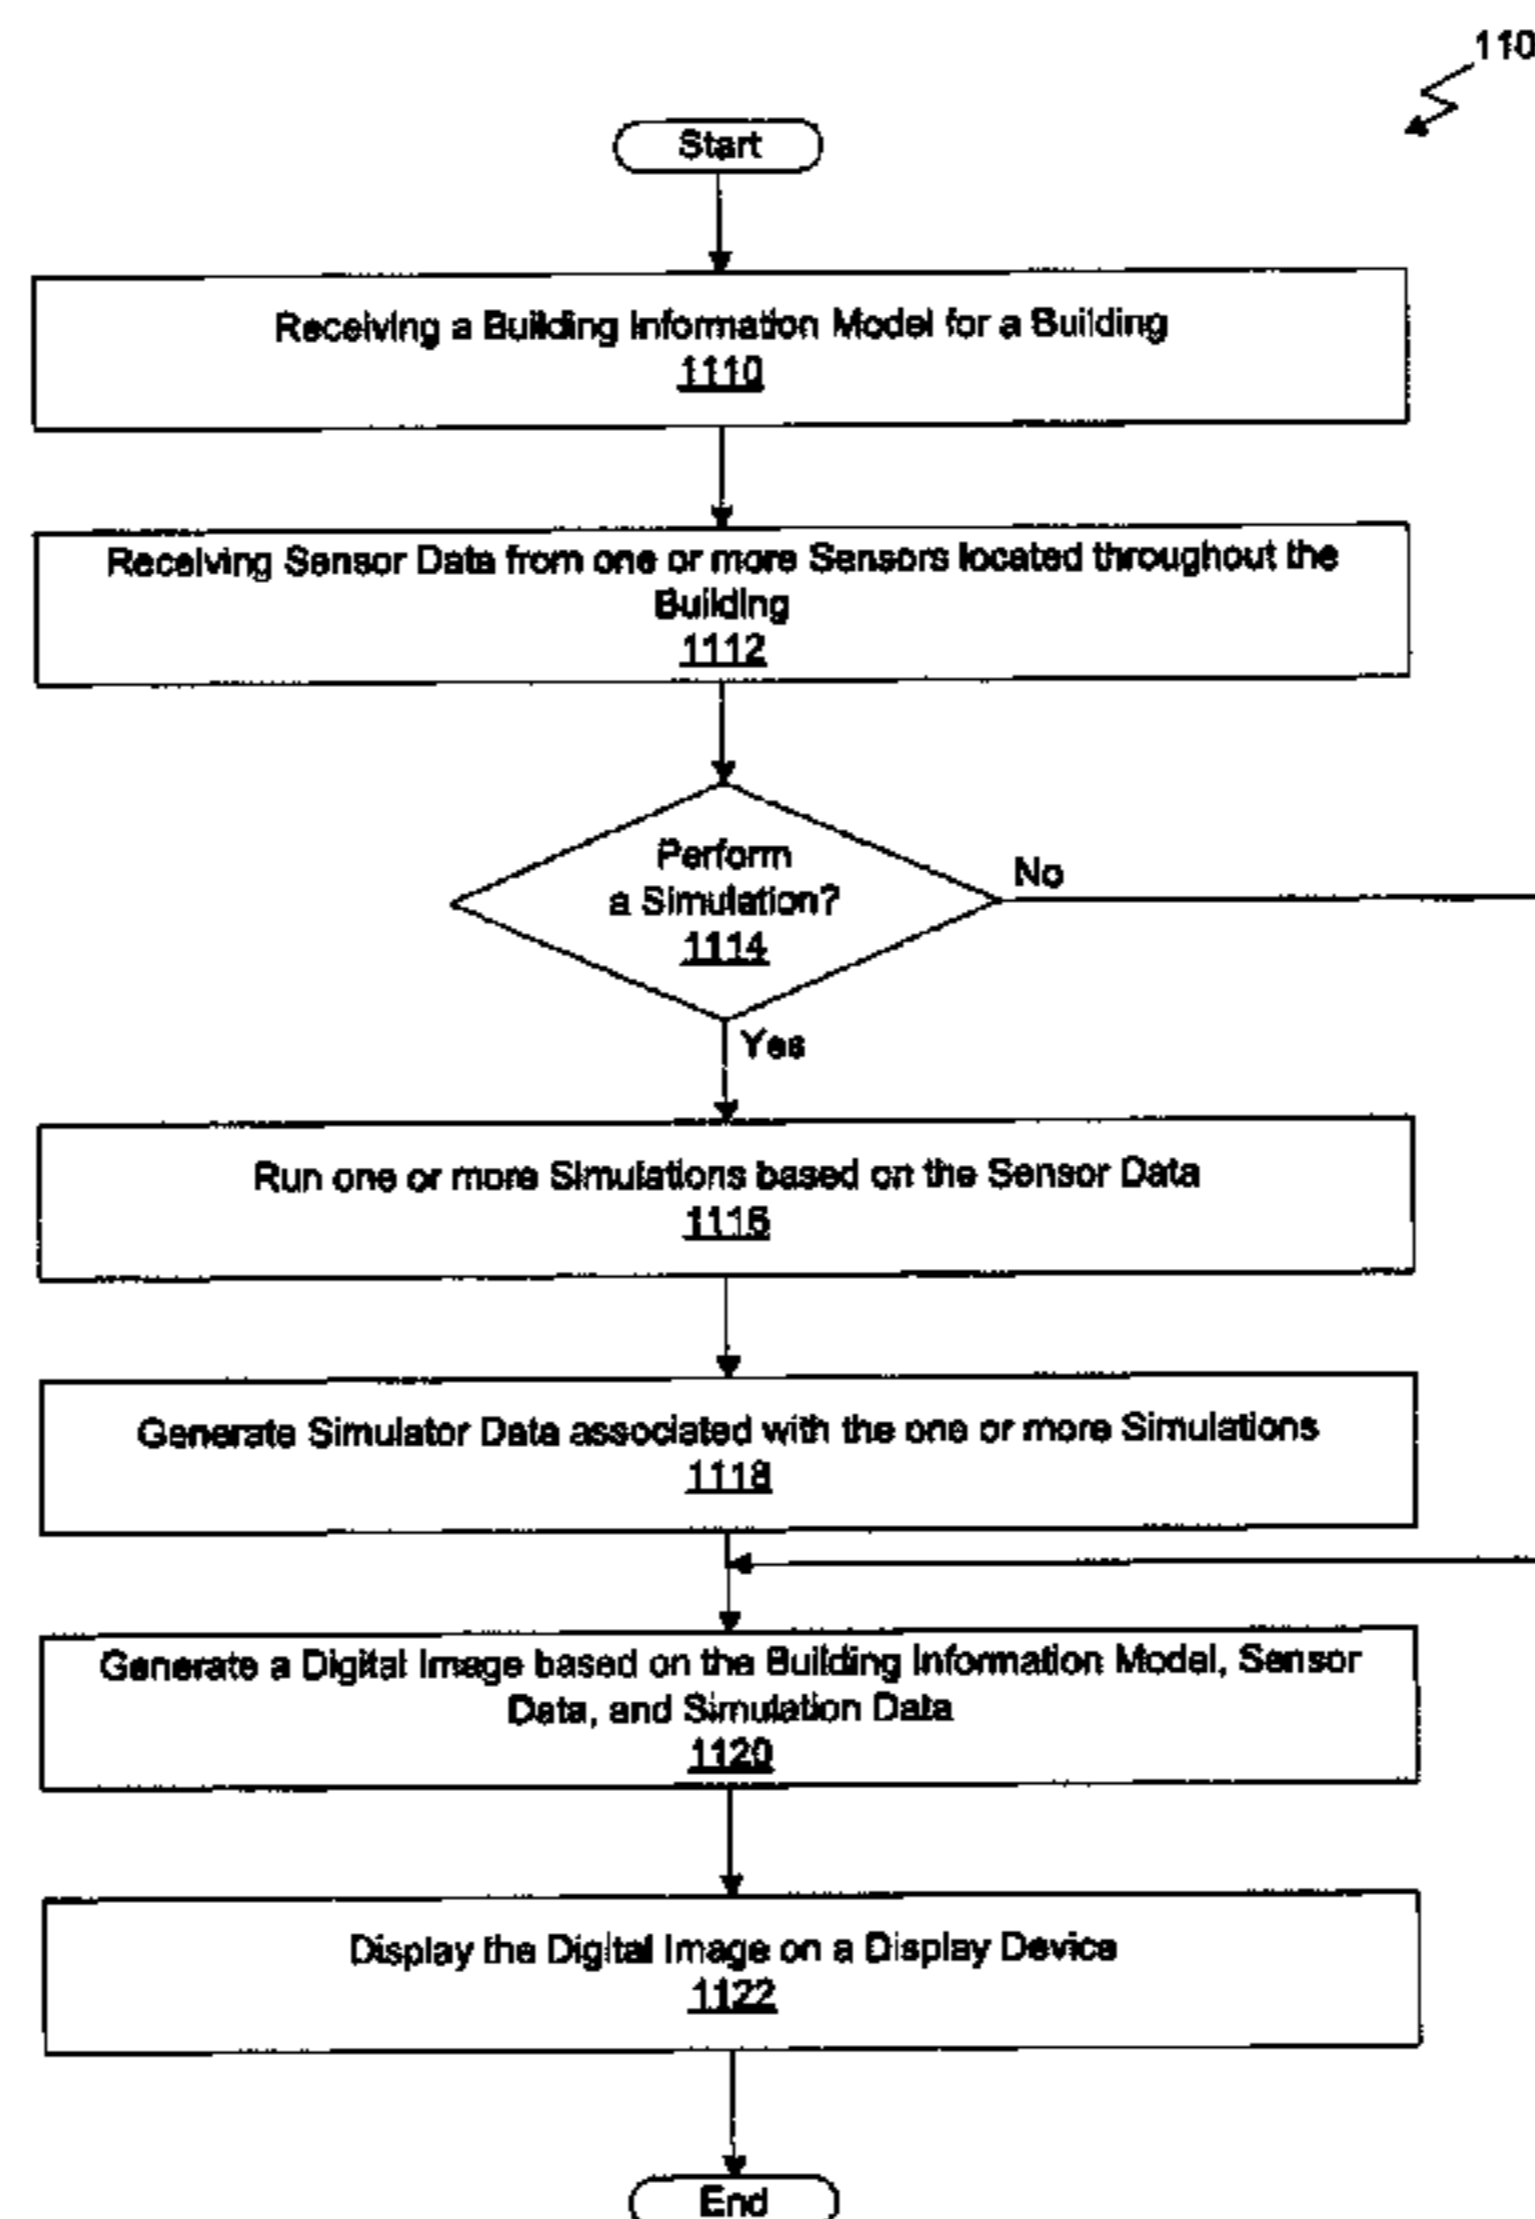 110
Start
Receiving a Building Information Model for a Building
1110
Receiving Sensor Data from one or more Sensors located throughout the
Building
1112
Perform
a Simulation?
1114
No
Yes
Run one or more Simulations based on the Sensor Data
1116
Generate Simulator Data associated with the one or more Simulations
1118
Generate a Digital Image based on the Building Information Model, Sensor
Data, and Simulation Data
1120
Display the Digital Image on a Display Device
1122
End